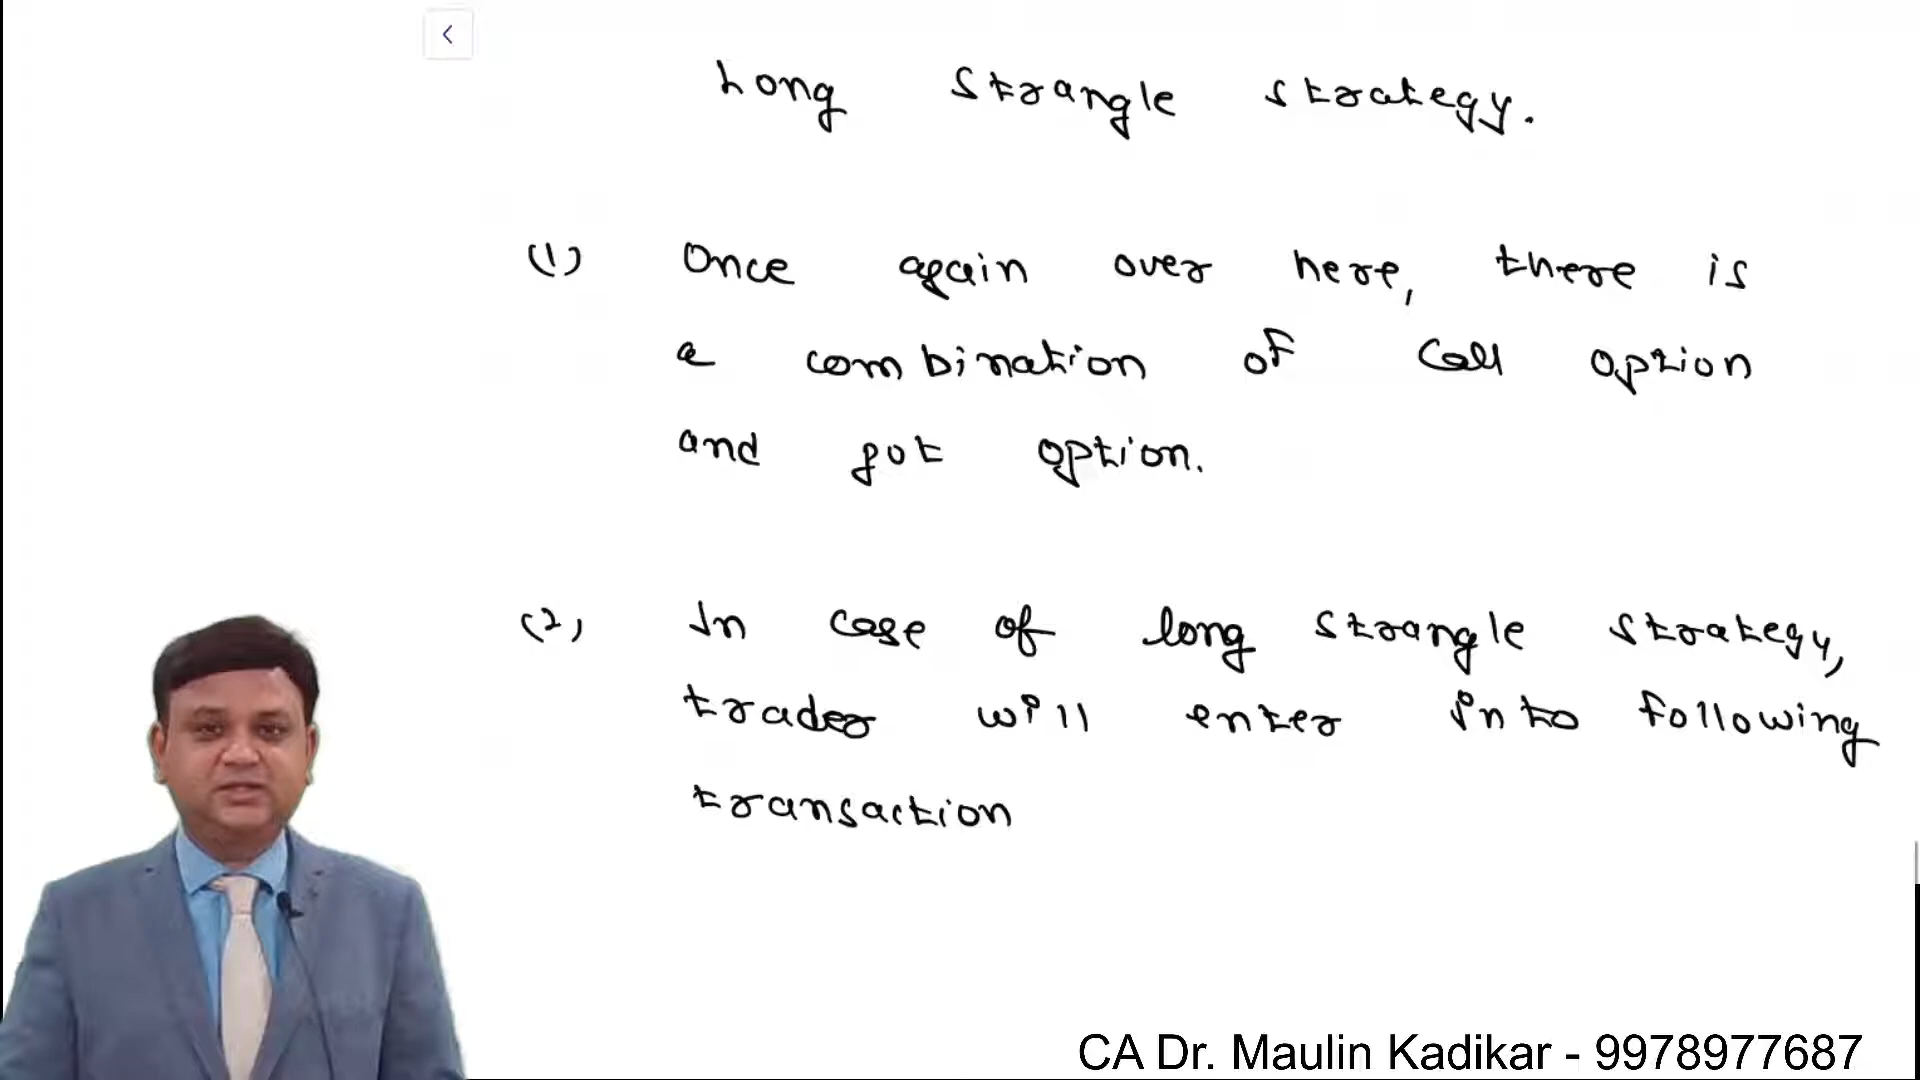 Long Strangle Strategy.
(1) Once again over here, there is
a combination of call option
and put option.
(2) In case of long strangle strategy,
trader will enter into following
transaction
CA Dr. Maulin Kadikar - 9978977687